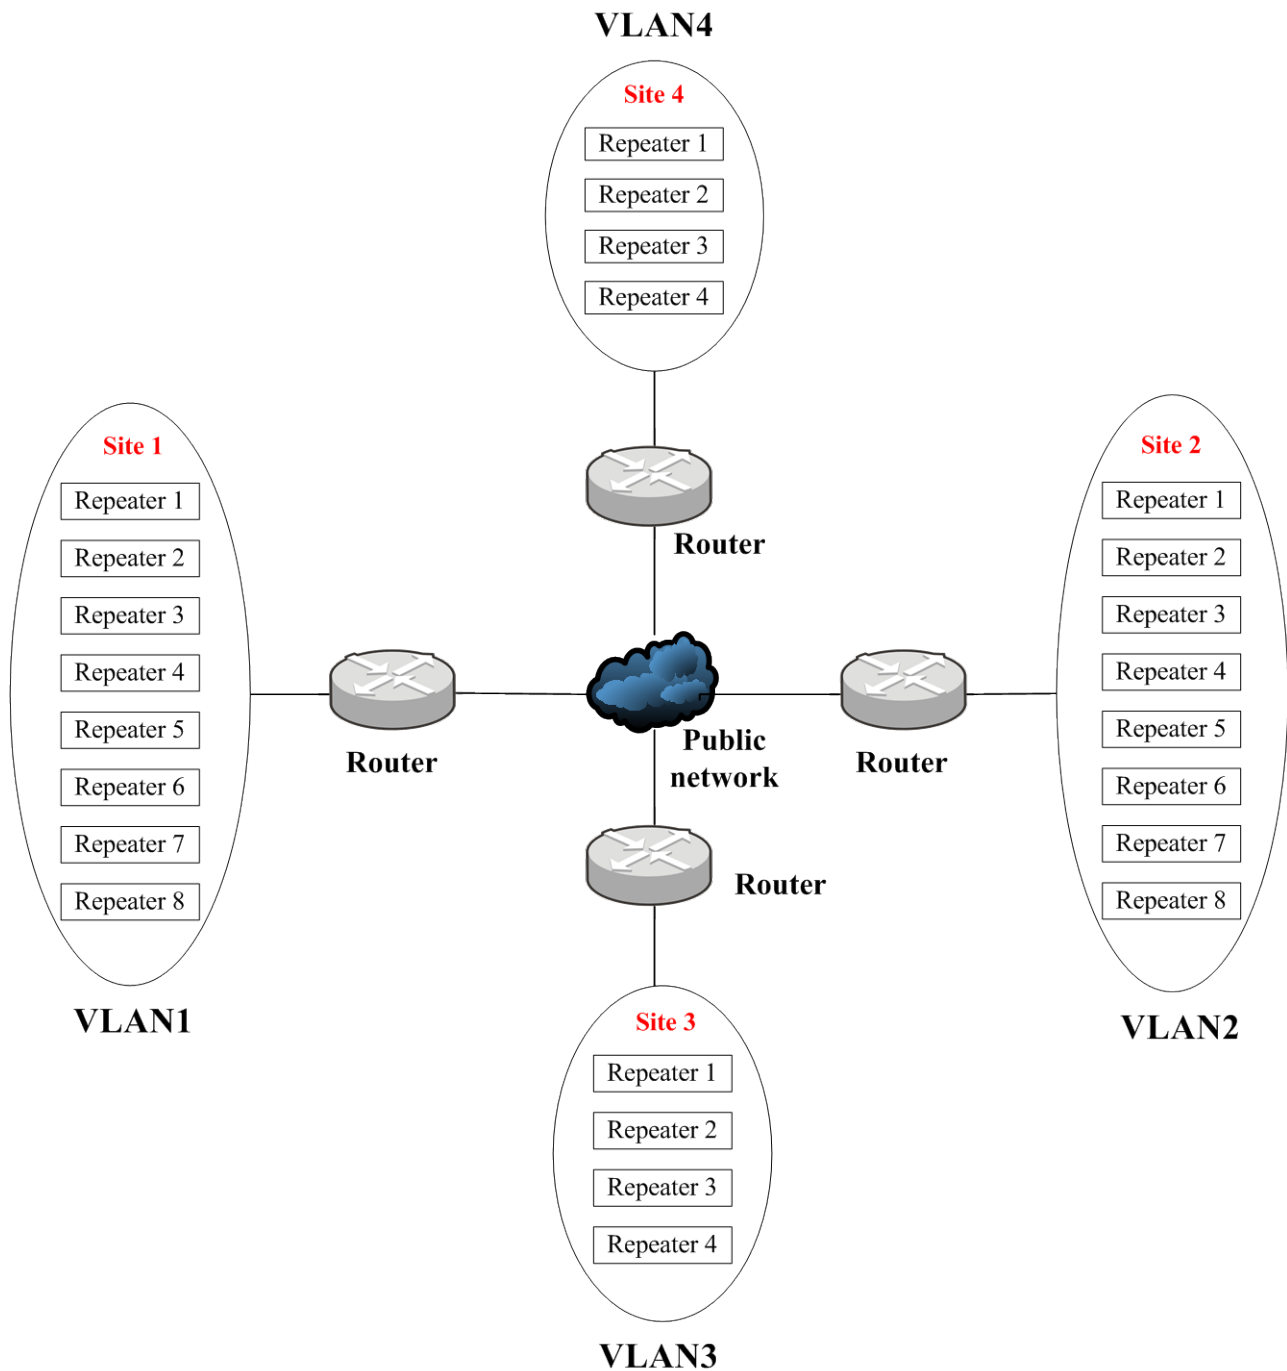 VLAN4
Site 4
Repeater 1
Repeater 2
Repeater 3
Repeater 4
Router
Site 1
Repeater 1
Repeater 2
Repeater 3
Repeater 4
Repeater 5
Repeater 6
Repeater 7
Repeater 8
VLAN1
Router
Public
network
Router
Site 2
Repeater 1
Repeater 2
Repeater 3
Repeater 4
Repeater 5
Repeater 6
Repeater 7
Repeater 8
VLAN2
Router
Site 3
Repeater 1
Repeater 2
Repeater 3
Repeater 4
VLAN3